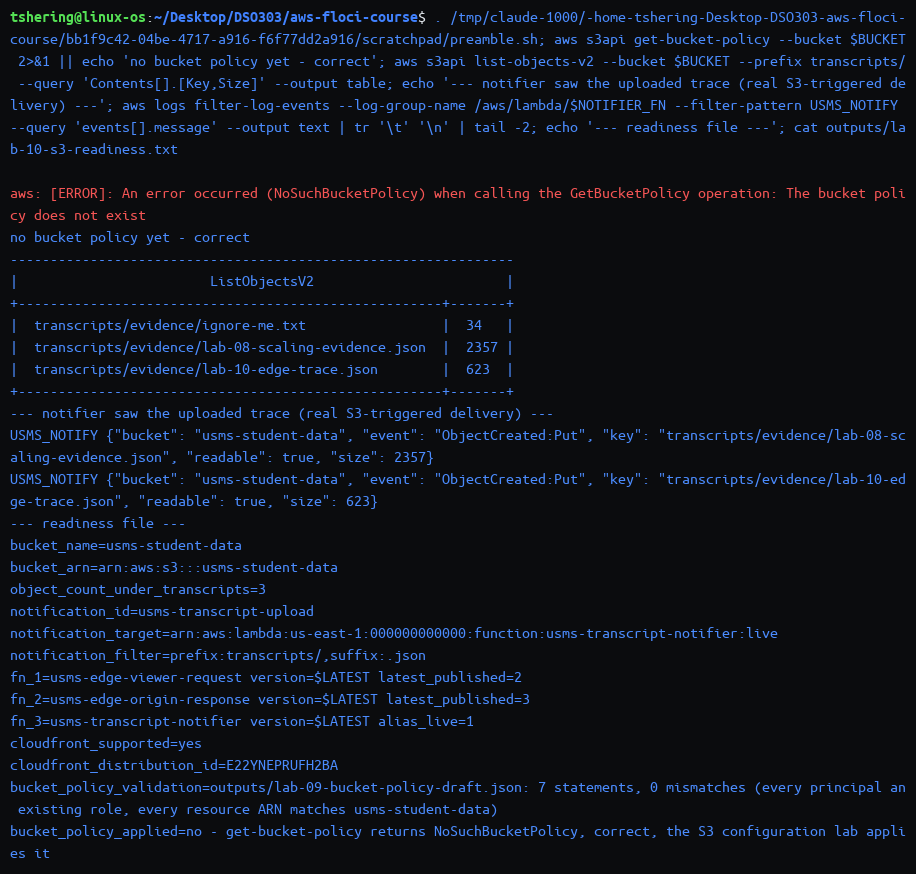 tshering@linux-os:~/Desktop/DSO303/aws-floci-course$ . /tmp/claude-1000/-home-tshering-Desktop-DSO303-aws-floci-
course/bb1f9c42-04be-4717-a916-f6f77dd2a916/scratchpad/preamble.sh; aws s3api get-bucket-policy --bucket $BUCKET
 2>&1 || echo 'no bucket policy yet - correct'; aws s3api list-objects-v2 --bucket $BUCKET --prefix transcripts/
 --query 'Contents[].[Key,Size]' --output table; echo '--- notifier saw the uploaded trace (real S3-triggered de
livery) ---'; aws logs filter-log-events --log-group-name /aws/lambda/$NOTIFIER_FN --filter-pattern USMS_NOTIFY 
--query 'events[].message' --output text | tr '\t' '\n' | tail -2; echo '--- readiness file ---'; cat outputs/la
b-10-s3-readiness.txt

aws: [ERROR]: An error occurred (NoSuchBucketPolicy) when calling the GetBucketPolicy operation: The bucket poli
cy does not exist
no bucket policy yet - correct
---------------------------------------------------------------
|                        ListObjectsV2                        |
+-----------------------------------------------------+-------+
|  transcripts/evidence/ignore-me.txt                 |  34   |
|  transcripts/evidence/lab-08-scaling-evidence.json  |  2357 |
|  transcripts/evidence/lab-10-edge-trace.json        |  623  |
+-----------------------------------------------------+-------+
--- notifier saw the uploaded trace (real S3-triggered delivery) ---
USMS_NOTIFY {"bucket": "usms-student-data", "event": "ObjectCreated:Put", "key": "transcripts/evidence/lab-08-sc
aling-evidence.json", "readable": true, "size": 2357}
USMS_NOTIFY {"bucket": "usms-student-data", "event": "ObjectCreated:Put", "key": "transcripts/evidence/lab-10-ed
ge-trace.json", "readable": true, "size": 623}
--- readiness file ---
bucket_name=usms-student-data
bucket_arn=arn:aws:s3:::usms-student-data
object_count_under_transcripts=3
notification_id=usms-transcript-upload
notification_target=arn:aws:lambda:us-east-1:000000000000:function:usms-transcript-notifier:live
notification_filter=prefix:transcripts/,suffix:.json
fn_1=usms-edge-viewer-request version=$LATEST latest_published=2
fn_2=usms-edge-origin-response version=$LATEST latest_published=3
fn_3=usms-transcript-notifier version=$LATEST alias_live=1
cloudfront_supported=yes
cloudfront_distribution_id=E22YNEPRUFH2BA
bucket_policy_validation=outputs/lab-09-bucket-policy-draft.json: 7 statements, 0 mismatches (every principal an
 existing role, every resource ARN matches usms-student-data)
bucket_policy_applied=no - get-bucket-policy returns NoSuchBucketPolicy, correct, the S3 configuration lab appli
es it